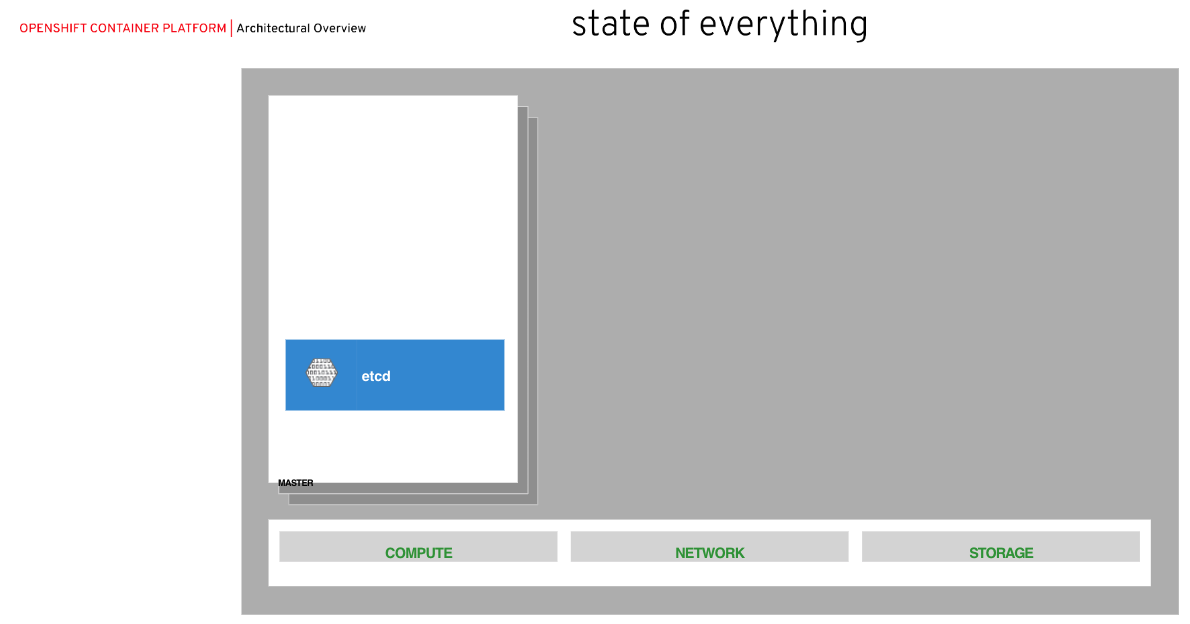 OPENSHIFT CONTAINER PLATFORM | Architectural Overview
state of everything
etcd
MASTER
COMPUTE
NETWORK
STORAGE